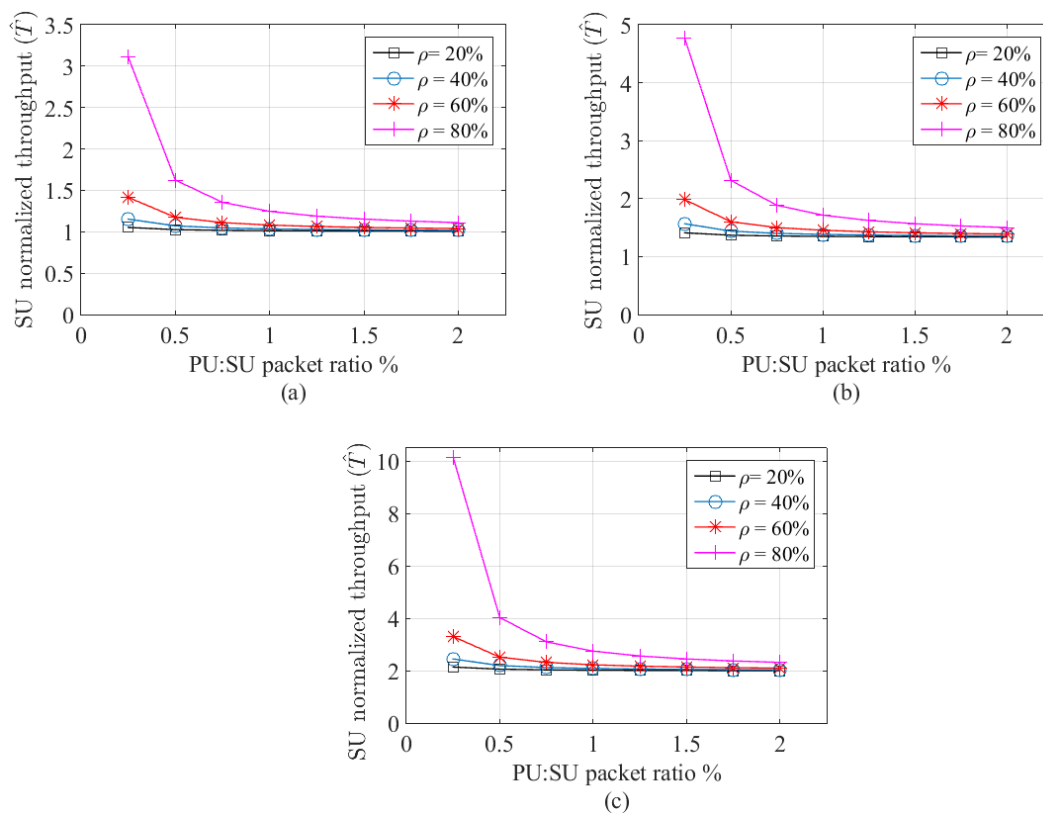 SU normalized throughput (T̂)
3.5
3
2.5
2
1.5
1
0.5
0
ρ= 20%
ρ = 40%
ρ = 60%
ρ = 80%
0 0.5 1 1.5 2
PU:SU packet ratio %
(a)
SU normalized throughput (T̂)
5
4
3
2
1
0
ρ= 20%
ρ = 40%
ρ = 60%
ρ = 80%
0 0.5 1 1.5 2
PU:SU packet ratio %
(b)
SU normalized throughput (T̂)
10
8
6
4
2
0
ρ= 20%
ρ = 40%
ρ = 60%
ρ = 80%
0 0.5 1 1.5 2
PU:SU packet ratio %
(c)